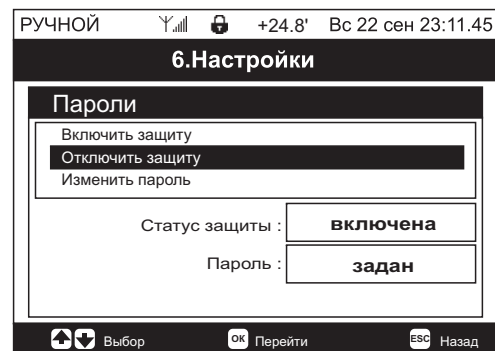 РУЧНОЙ +24.8' Вс 22 сен 23:11.45
6.Настройки
Пароли
Включить защиту
Отключить защиту
Изменить пароль
Статус защиты : включена
Пароль : задан
Выбор OK Перейти ESC Назад